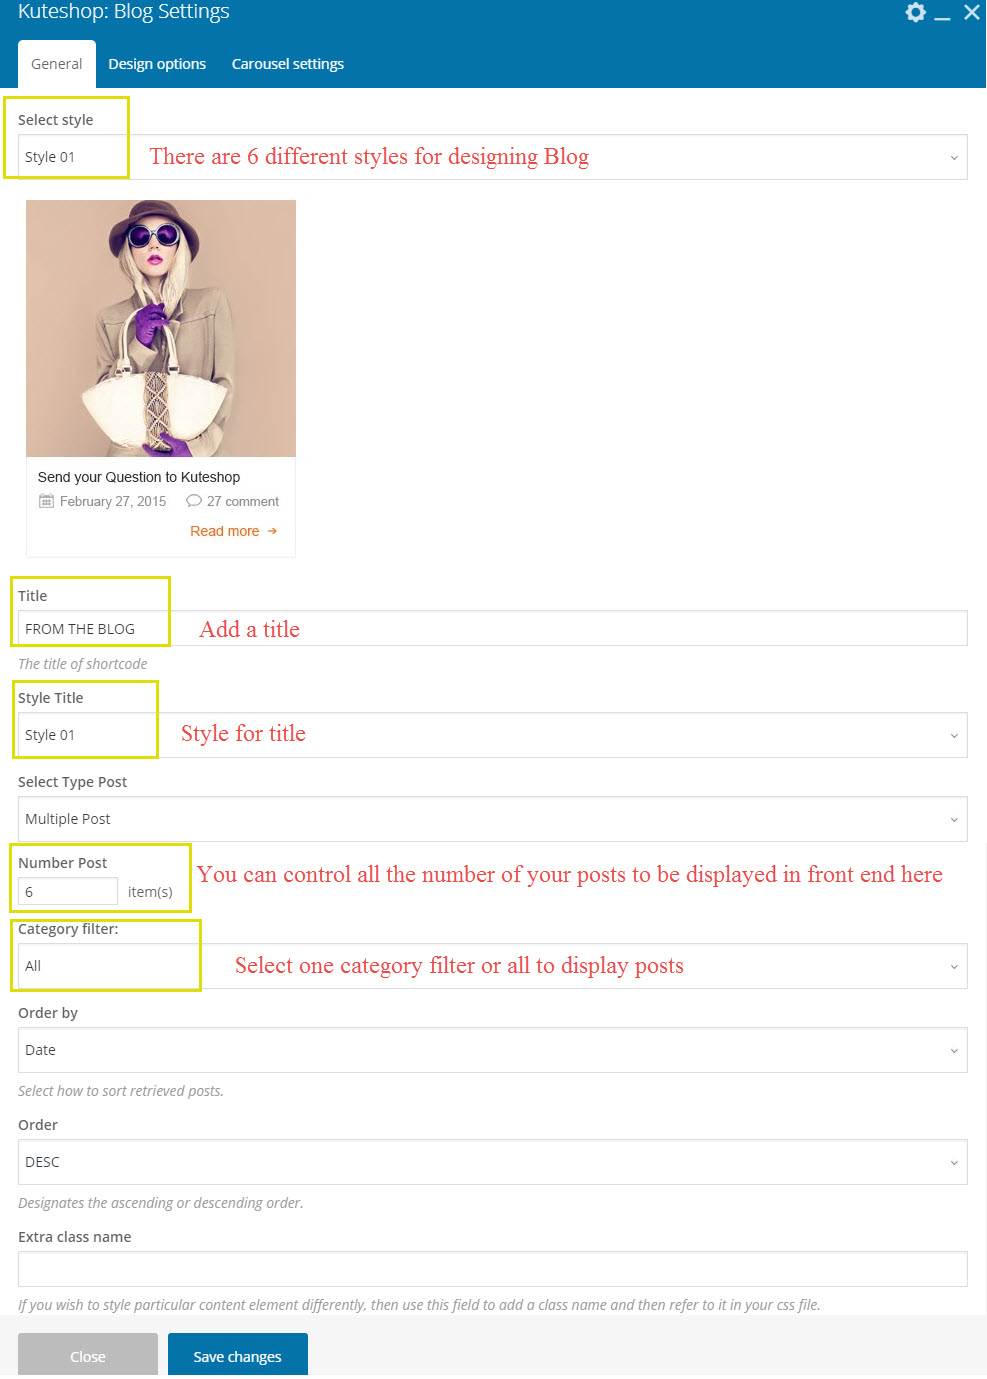 Kuteshop: Blog Settings
General Design options Carousel settings
Select style
Style 01 There are 6 different styles for designing Blog
Send your Question to Kuteshop
February 27, 2015 27 comment
Read more
Title
FROM THE BLOG Add a title
The title of shortcode
Style Title
Style 01 Style for title
Select Type Post
Multiple Post
Number Post
You can control all the number of your posts to be displayed in front end here
6 item(s)
Category filter:
All Select one category filter or all to display posts
Order by
Date
Select how to sort retrieved posts.
Order
DESC
Designates the ascending or descending order.
Extra class name
If you wish to style particular content element differently, then use this field to add a class name and then refer to it in your css file.
Close Save changes